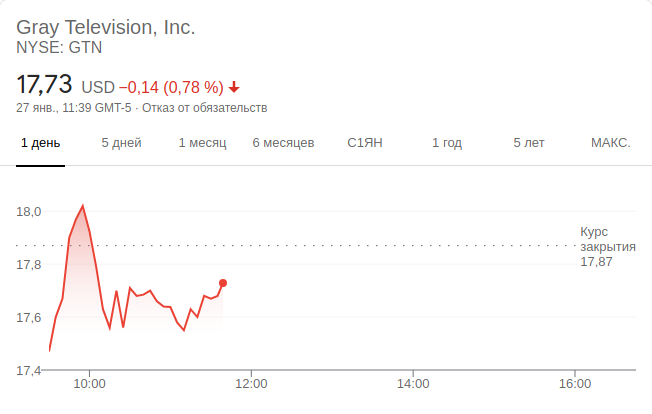 Gray Television, Inc.
NYSE: GTN
17,73 USD −0,14 (0,78 %)
27 янв., 11:39 GMT-5 · Отказ от обязательств
1 день 5 дней 1 месяц 6 месяцев С1ЯН 1 год 5 лет МАКС.
18,0
Курс
закрытия
17,87
17,8
17,6
17,4
10:00 12:00 14:00 16:00